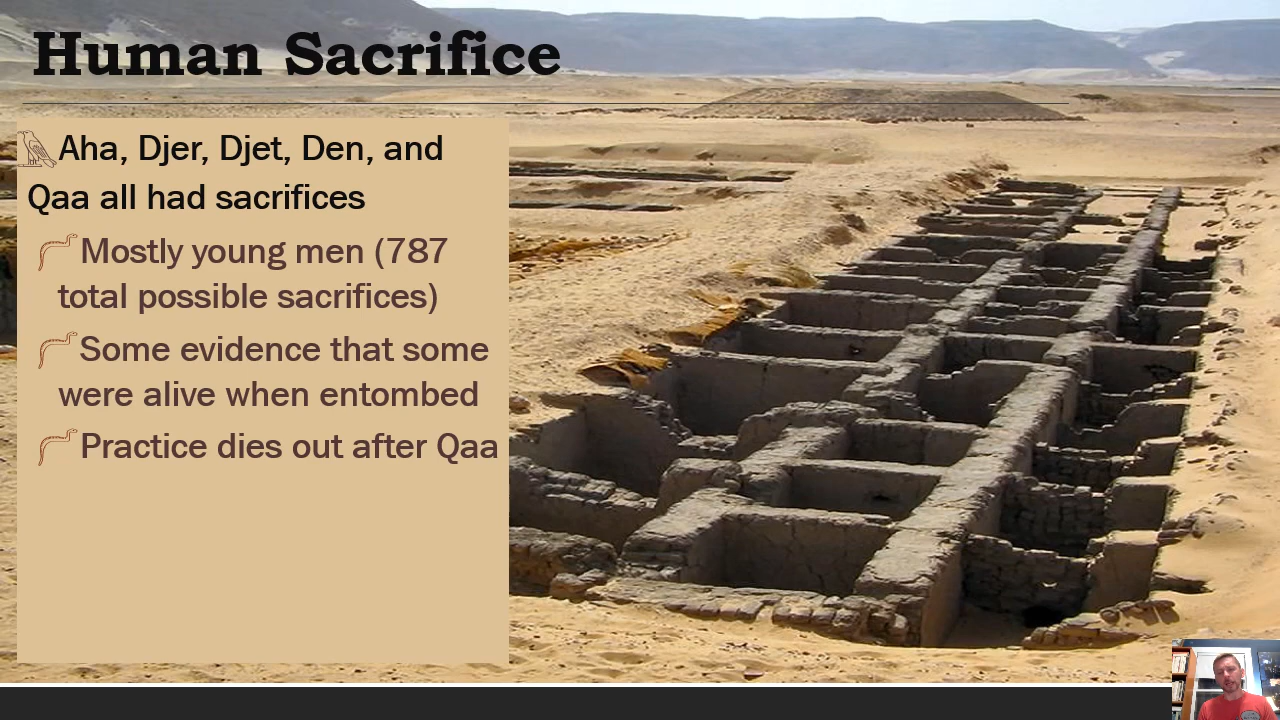 Human Sacrifice
Aha, Djer, Djet, Den, and
Qaa all had sacrifices
Mostly young men (787
total possible sacrifices)
Some evidence that some
were alive when entombed
Practice dies out after Qaa